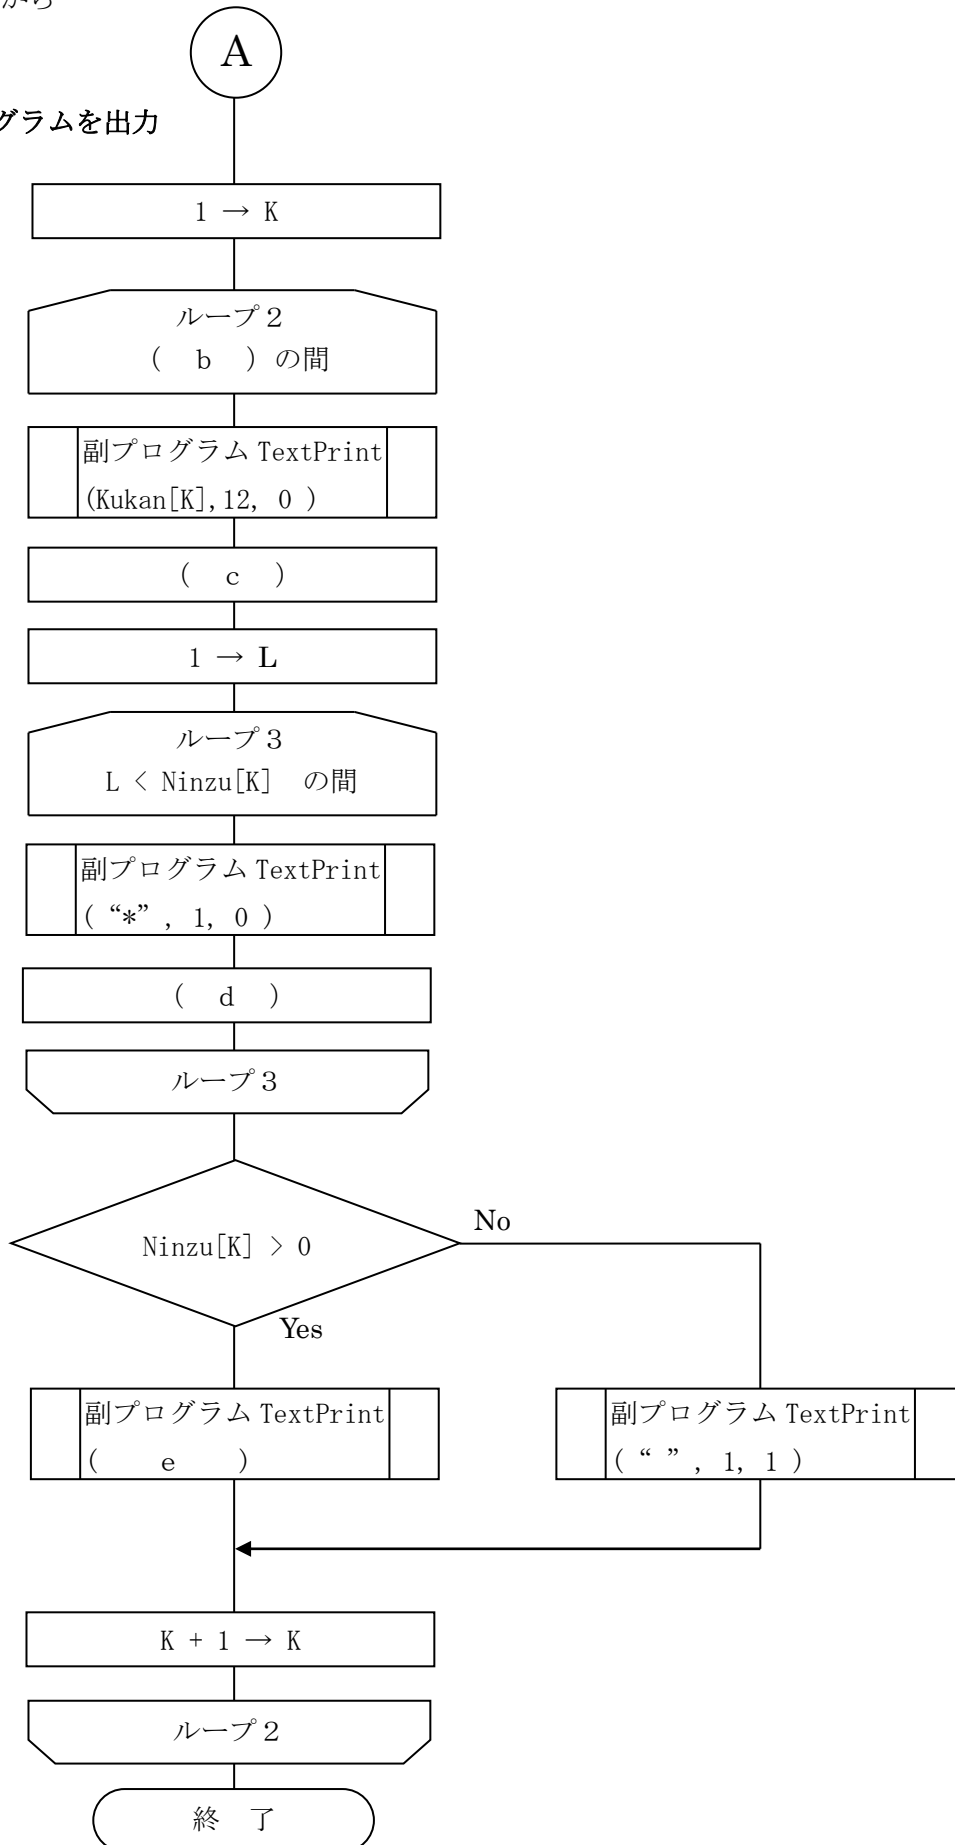 から
A
グラムを出力
1 → K
ループ２
( b ) の間
副プログラム TextPrint
(Kukan[K],12, 0 )
( c )
1 → L
ループ３
L < Ninzu[K] の間
副プログラム TextPrint
( “*” , 1, 0 )
( d )
ループ３
Ninzu[K] > 0
No
Yes
副プログラム TextPrint
( e )
副プログラム TextPrint
( “ ” , 1, 1 )
K + 1 → K
ループ２
終 了